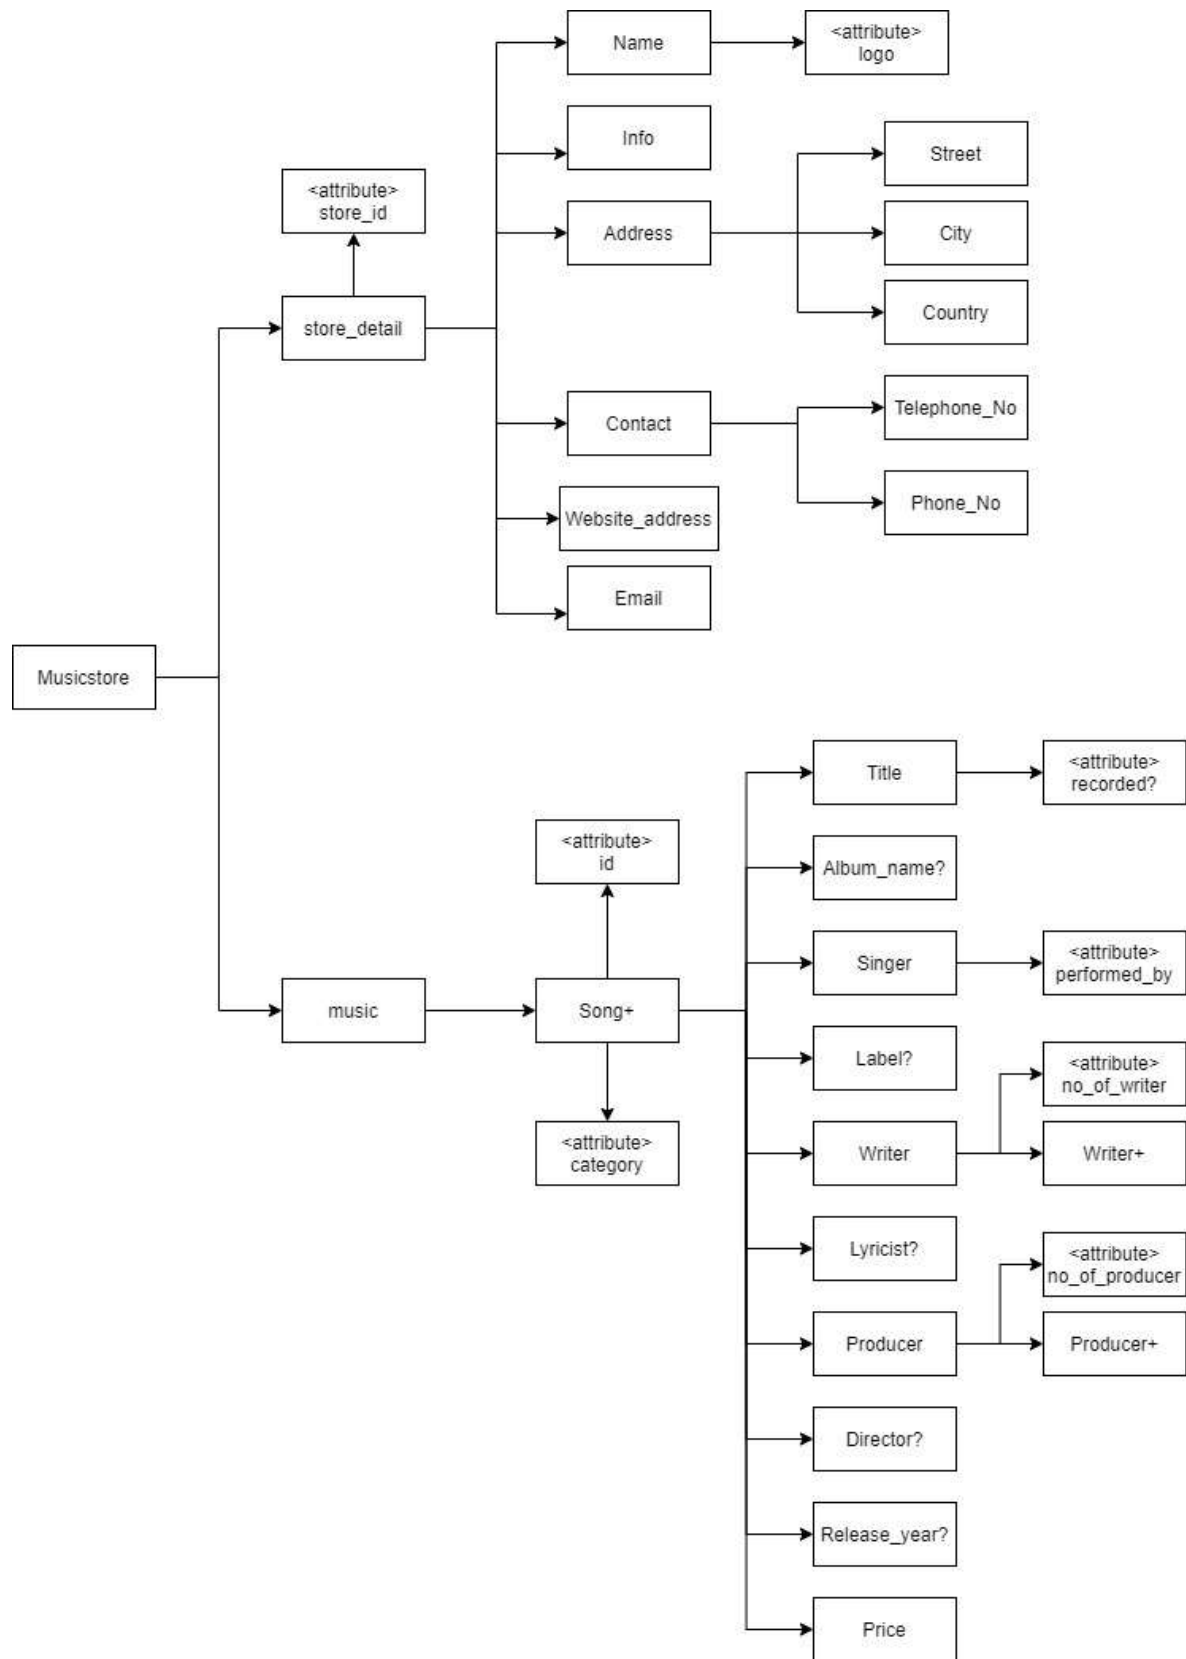 Name
<attribute>
logo
Info
Street
<attribute>
store_id
Address
City
store_detail
Country
Contact
Telephone_No
Phone_No
Website_address
Email
Musicstore
Title
<attribute>
recorded?
<attribute>
id
Album_name?
Singer
<attribute>
performed_by
music
Song+
Label?
<attribute>
no_of_writer
<attribute>
category
Writer
Writer+
Lyricist?
<attribute>
no_of_producer
Producer
Producer+
Director?
Release_year?
Price